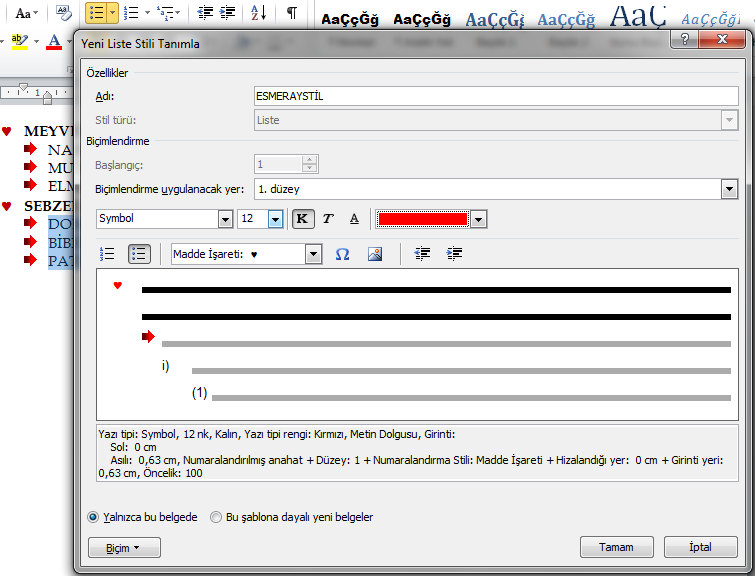 Aa
AaÇçĞğ AaÇçĞğ AaÇçĞğ AaÇçĞğ AaÇ AaÇçĞğ
ab A
Yeni Liste Stili Tanımla
Özellikler
Adı: ESMERAYSTİL
Stil türü: Liste
Biçimlendirme
Başlangıç: 1
Biçimlendirme uygulanacak yer: 1. düzey
Symbol 12 K T A
Madde İşareti: ♥ Ω
i)
(1)
Yazı tipi: Symbol, 12 nk, Kalın, Yazı tipi rengi: Kırmızı, Metin Dolgusu, Girinti:
Sol: 0 cm
Asılı: 0,63 cm, Numaralandırılmış anahat + Düzey: 1 + Numaralandırma Stili: Madde İşareti + Hizalandığı yer: 0 cm + Girinti yeri:
0,63 cm, Öncelik: 100
Yalnızca bu belgede Bu şablona dayalı yeni belgeler
Biçim Tamam İptal
1
MEYV
NA
MU
ELM
SEBZE
DO
BİB
PAT